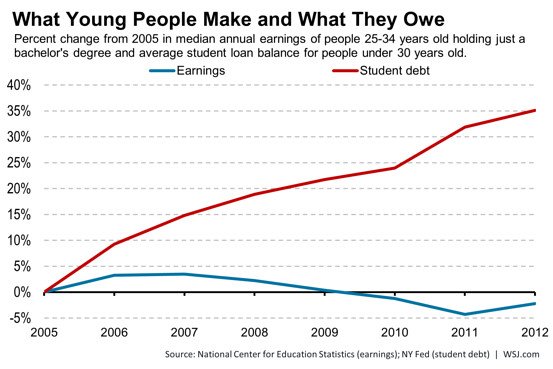 What Young People Make and What They Owe
Percent change from 2005 in median annual earnings of people 25-34 years old holding just a
bachelor's degree and average student loan balance for people under 30 years old.
Earnings Student debt
40%
35%
30%
25%
20%
15%
10%
5%
0%
-5%
2005 2006 2007 2008 2009 2010 2011 2012
Source: National Center for Education Statistics (earnings); NY Fed (student debt) | WSJ.com